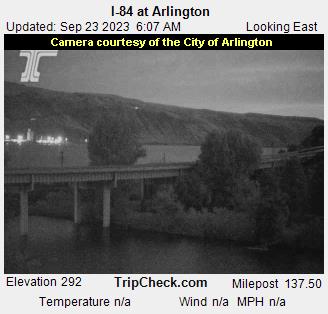 I-84 at Arlington
Updated: Sep 23 2023 6:07 AM Looking East
Camera courtesy of the City of Arlington
Elevation 292 TripCheck.com Milepost 137.50
Temperature n/a Wind n/a MPH n/a